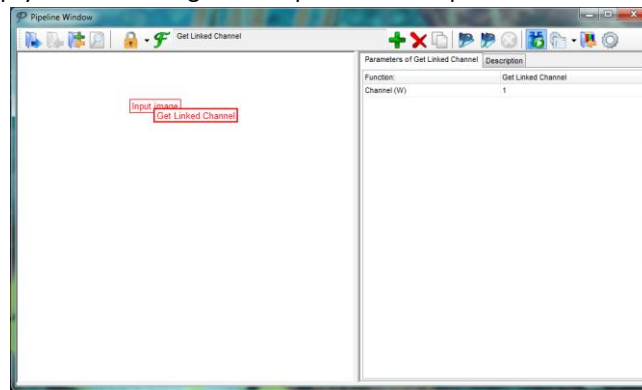 Pipeline Window
Get Linked Channel
Parameters of Get Linked Channel Description
Function: Get Linked Channel
Channel (W) 1
Input image
Get Linked Channel